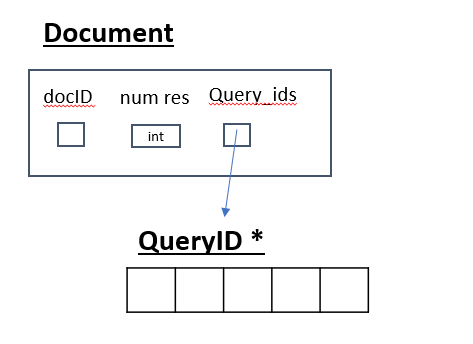 Document
docID num res Query_ids
int
QueryID *